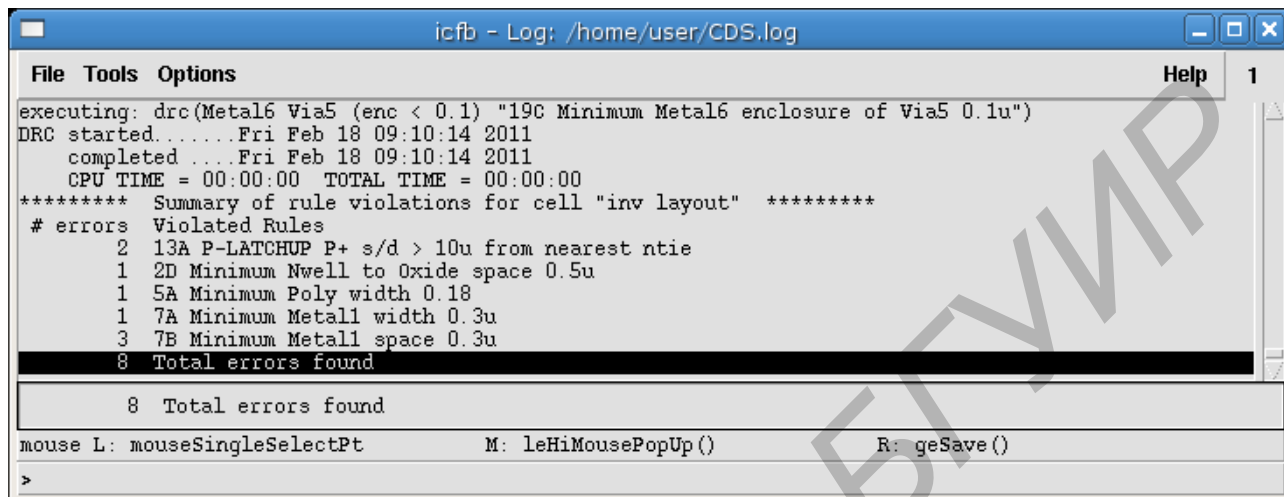 icfb - Log: /home/user/CDS.log
File Tools Options Help 1
executing: drc(Metal6 Via5 (enc < 0.1) "19C Minimum Metal6 enclosure of Via5 0.1u")
DRC started.......Fri Feb 18 09:10:14 2011
completed ....Fri Feb 18 09:10:14 2011
CPU TIME = 00:00:00 TOTAL TIME = 00:00:00
********* Summary of rule violations for cell "inv layout" *********
# errors Violated Rules
2 13A P-LATCHUP P+ s/d > 10u from nearest ntie
1 2D Minimum Nwell to Oxide space 0.5u
1 5A Minimum Poly width 0.18
1 7A Minimum Metal1 width 0.3u
3 7B Minimum Metal1 space 0.3u
8 Total errors found
8 Total errors found
mouse L: mouseSingleSelectPt M: leHiMousePopUp() R: geSave()
>
БГУИР